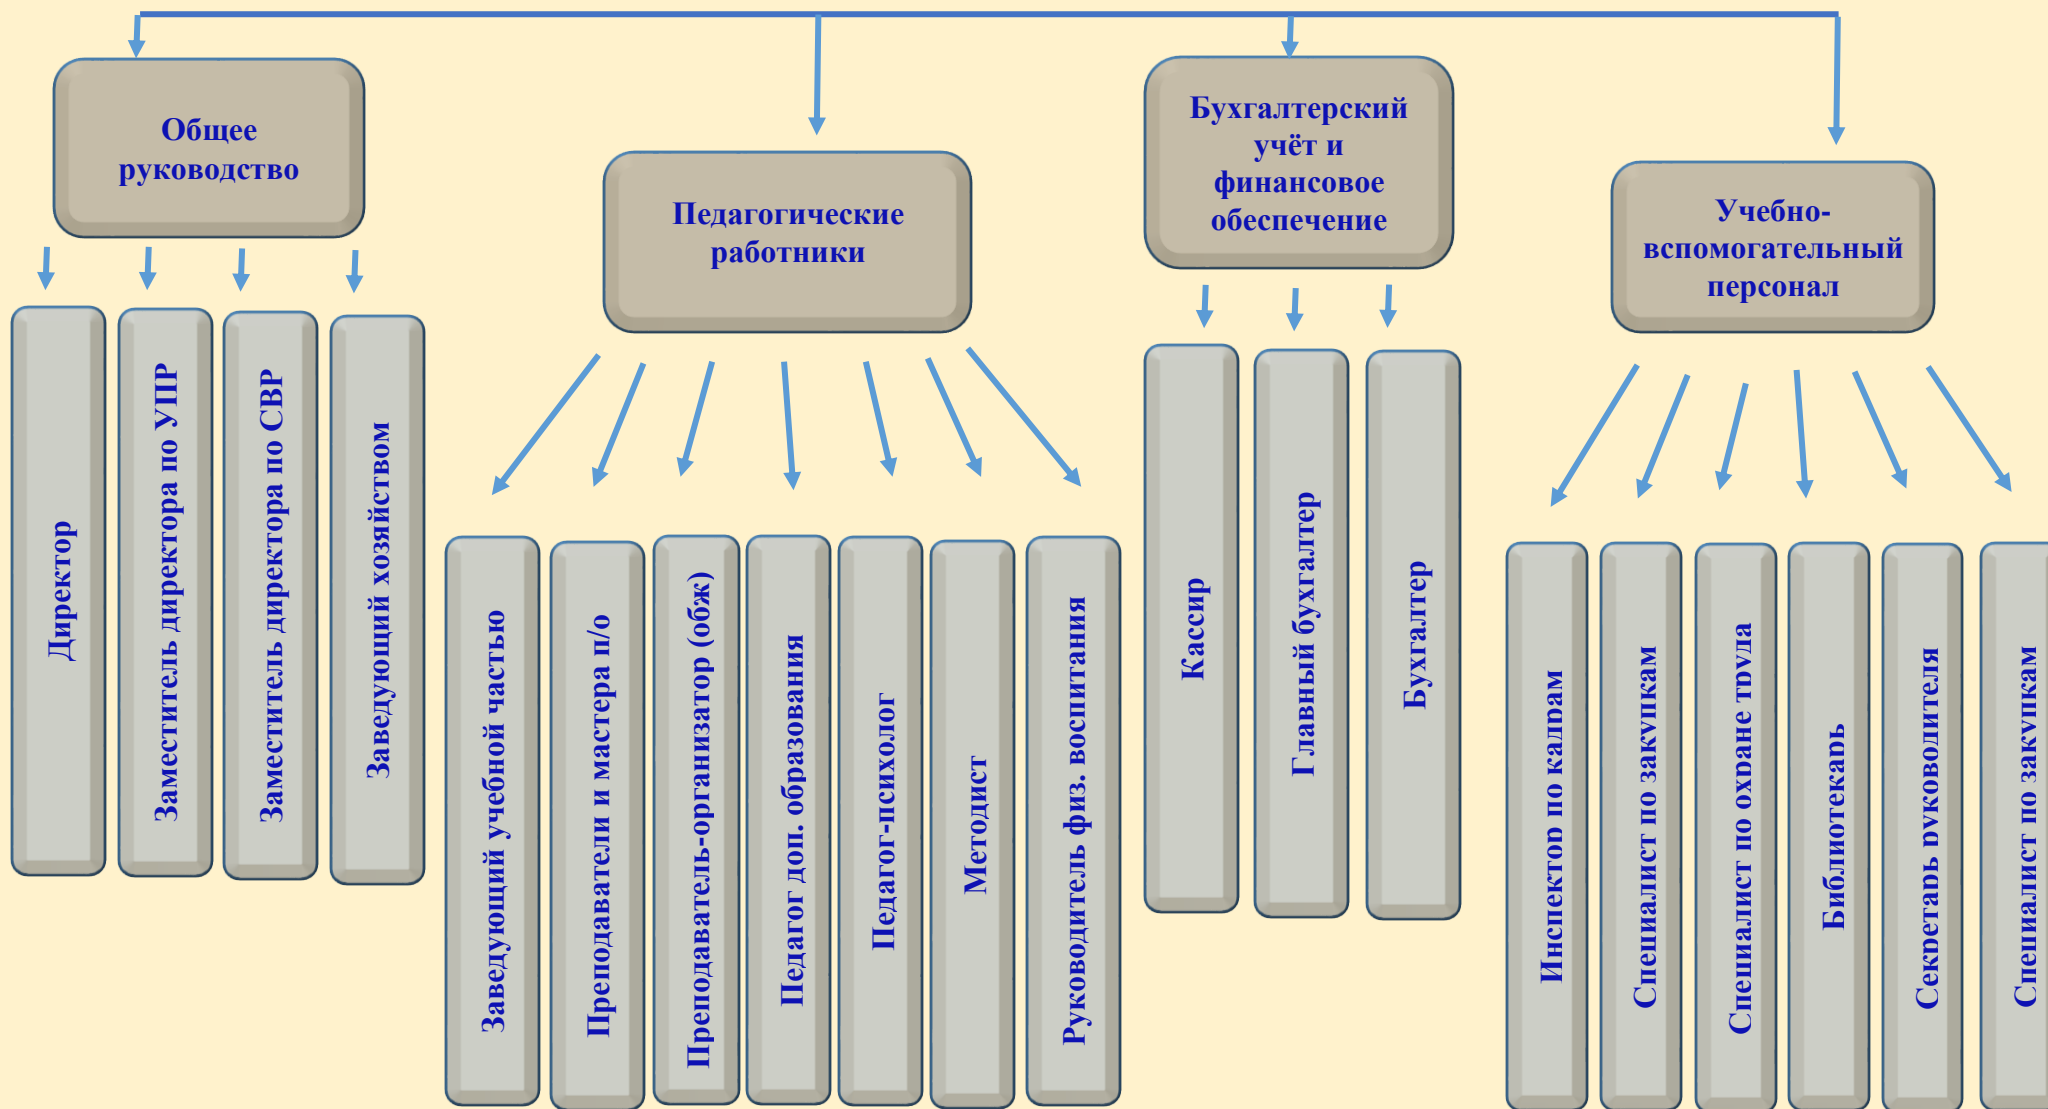 Общее
руководство
Педагогические
работники
Бухгалтерский
учёт и
финансовое
обеспечение
Учебно-
вспомогательный
персонал
Директор
Заместитель директора по УПР
Заместитель директора по СВР
Заведующий хозяйством
Заведующий учебной частью
Преподаватели и мастера п/о
Преподаватель-организатор (обж)
Педагог доп. образования
Педагог-психолог
Методист
Руководитель физ. воспитания
Кассир
Главный бухгалтер
Бухгалтер
Инспектор по кадрам
Специалист по закупкам
Специалист по охране труда
Библиотекарь
Секретарь руководителя
Специалист по закупкам